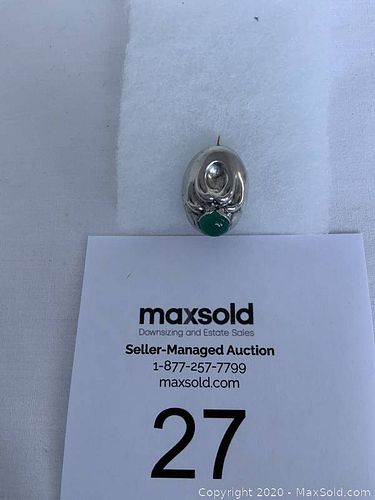 maxsold
Downsizing and Estate Sales
Seller-Managed Auction
1-877-257-7799
maxsold.com
27
Copyright © 2020 - MaxSold.com